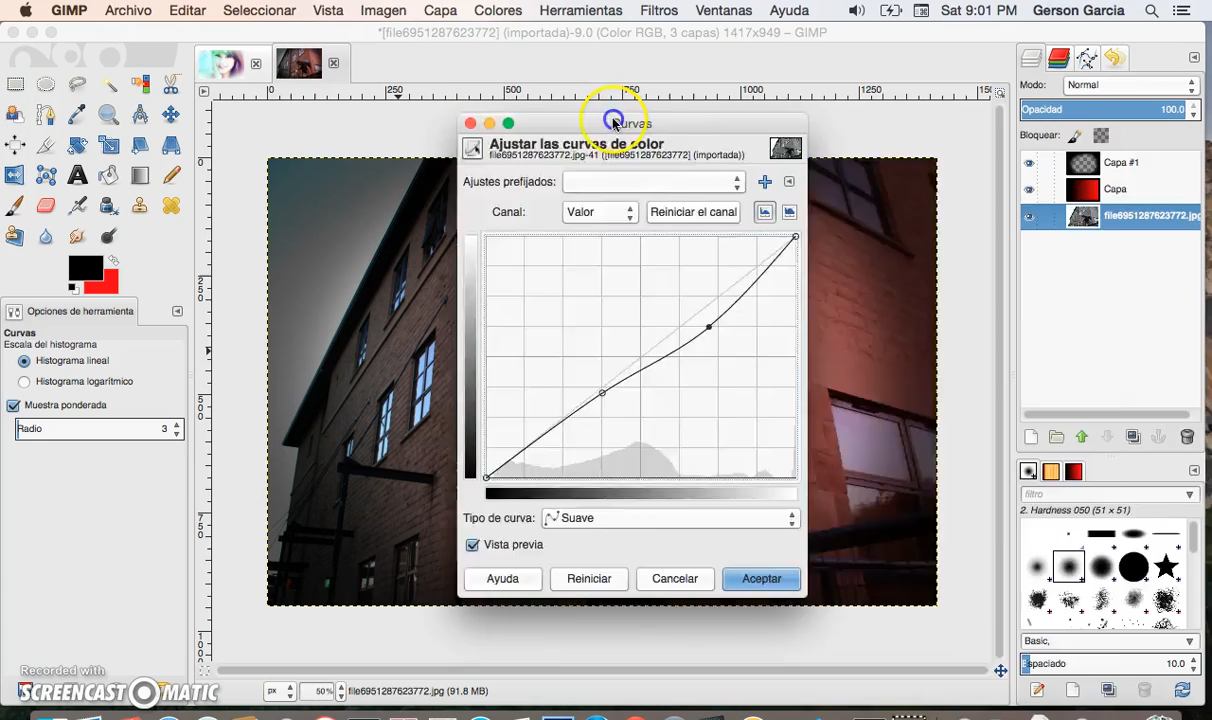 GIMP Archivo Editar Seleccionar Vista Imagen Capa Colores Herramientas Filtros Ventanas Ayuda Sat 9:01 PM Gerson Garcia
*[file6951287623772] (importada)-9.0 (Color RGB, 3 capas) 1417x949 – GIMP
0 250 500 750 1000
Modo: Normal
Opacidad 100.0
Bloquear:
Capa #1
Capa
file6951287623772.jpg
Curvas
Ajustar las curvas de color
file6951287623772.jpg-41 ([file6951287623772] (importada))
Ajustes prefijados:
Canal: Valor Reiniciar el canal
Tipo de curva: Suave
Vista previa
Ayuda Reiniciar Cancelar Aceptar
Opciones de herramienta
Curvas
Escala del histograma
Histograma lineal
Histograma logarítmico
Muestra ponderada
Radio 3
filtro
2. Hardness 050 (51 × 51)
Basic,
Espaciado 10.0
Recorded with
SCREENCAST MATIC
px 50% file6951287623772.jpg (91.8 MB)